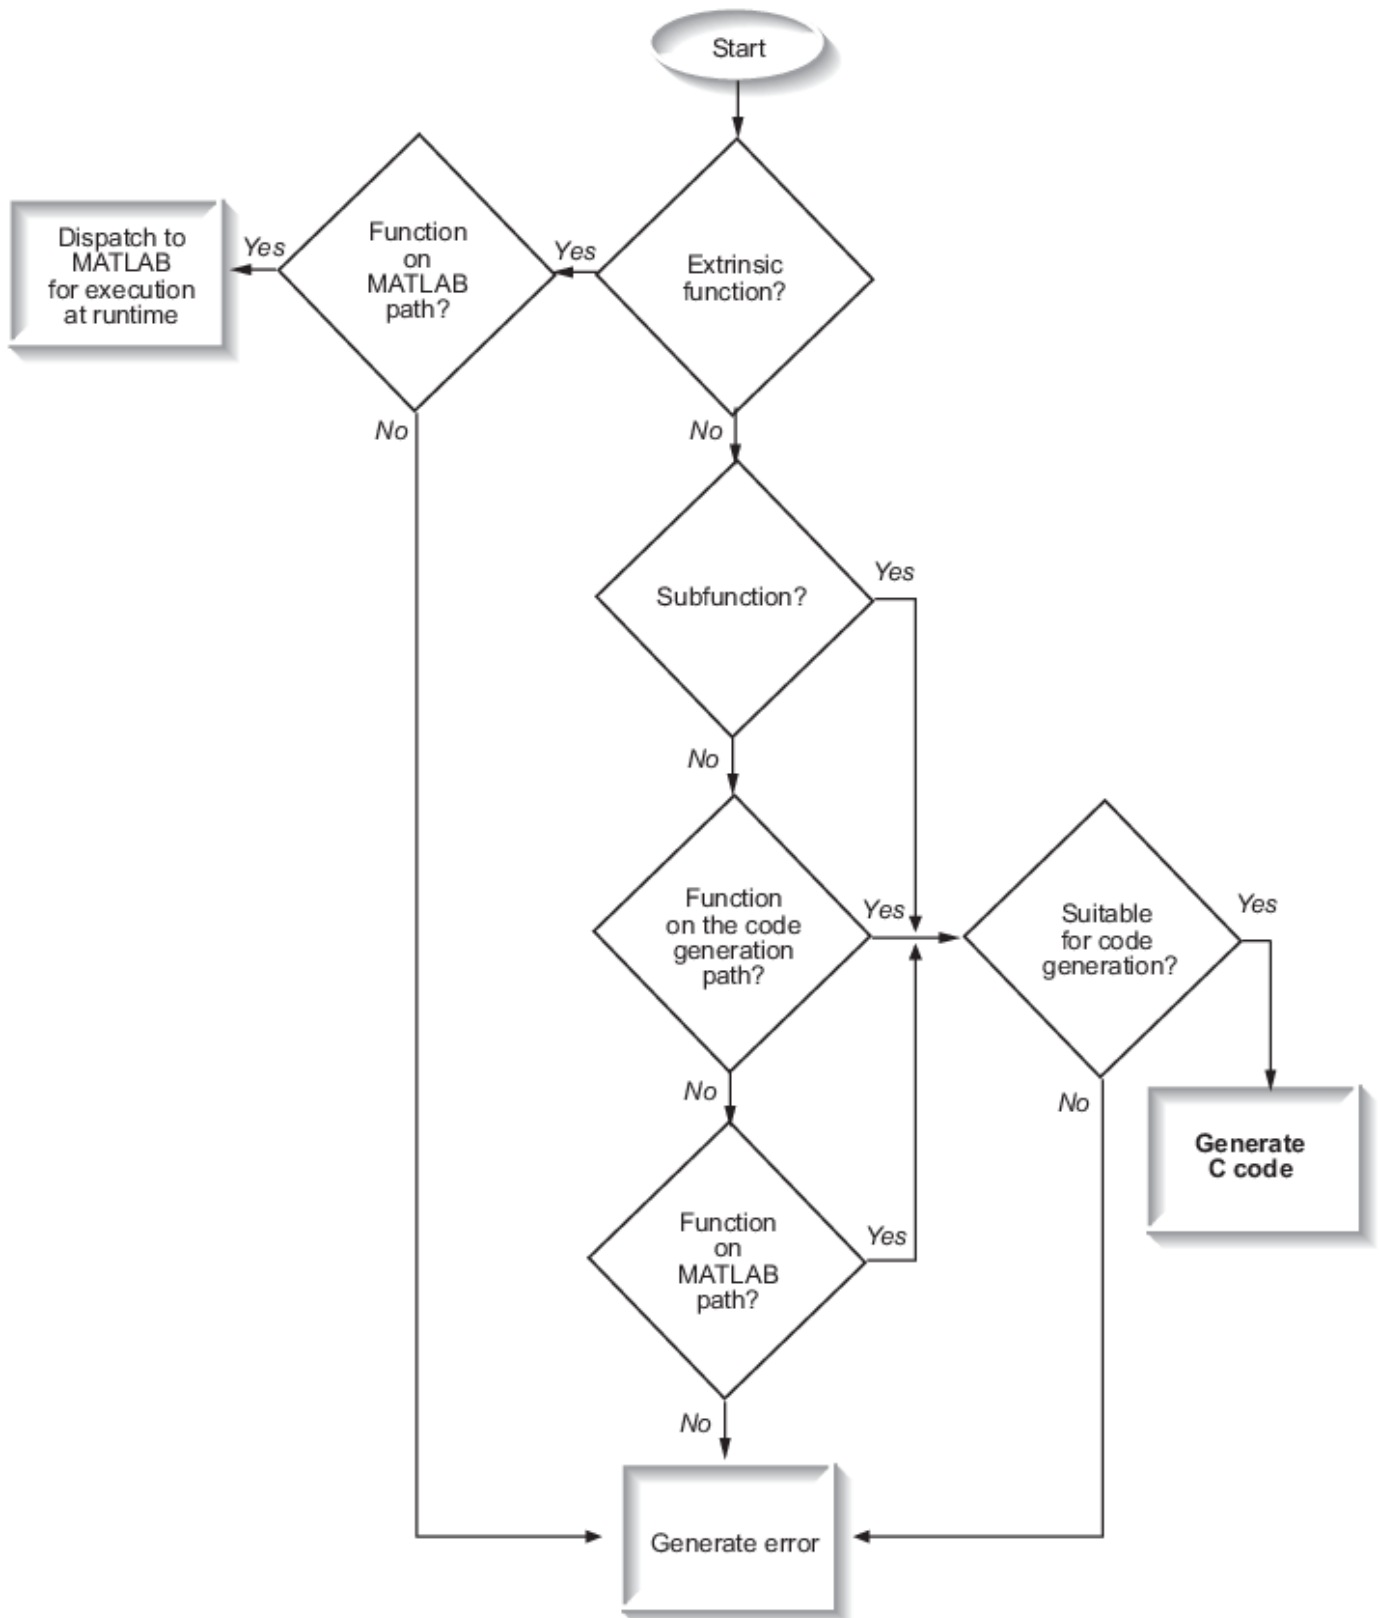 Start
Extrinsic
function?
Yes
Function
on
MATLAB
path?
Yes
Dispatch to
MATLAB
for execution
at runtime
No
No
Subfunction?
Yes
No
Function
on the code
generation
path?
Yes
Suitable
for code
generation?
Yes
No
No
Generate
C code
Function
on
MATLAB
path?
Yes
No
Generate error